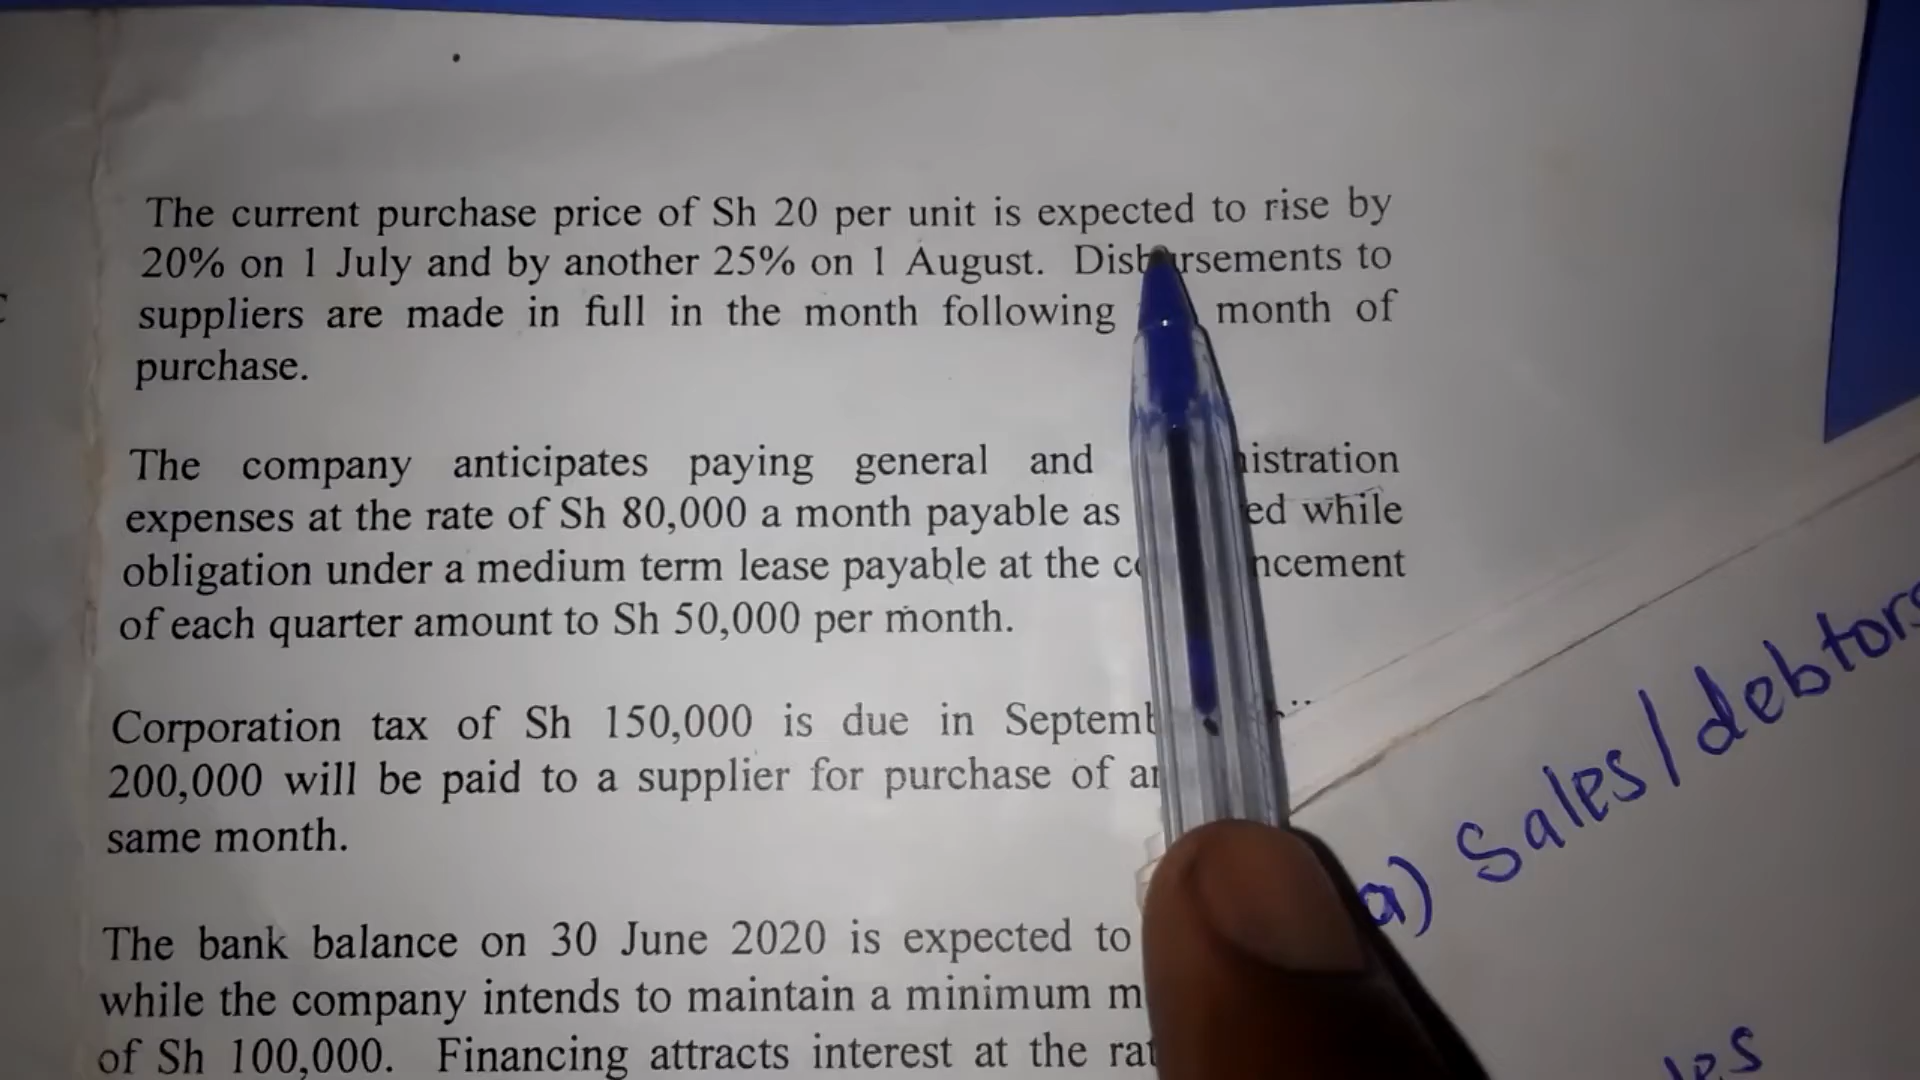 The current purchase price of Sh 20 per unit is expected to rise by
20% on 1 July and by another 25% on 1 August. Disbursements to
suppliers are made in full in the month following month of
purchase.
The company anticipates paying general and
expenses at the rate of Sh 80,000 a month payable as while
obligation under a medium term lease payable at the
of each quarter amount to Sh 50,000 per month.
Corporation tax of Sh 150,000 is due in
200,000 will be paid to a supplier for purchase of
same month.
The bank balance on 30 June 2020 is expected to
while the company intends to maintain a minimum
of Sh 100,000. Financing attracts interest at the
a) Sales/debtors